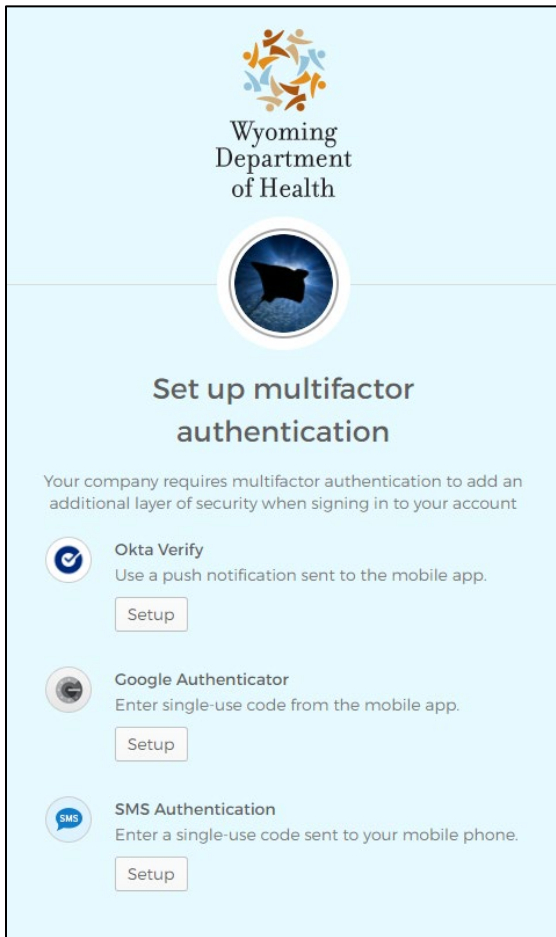 Wyoming
Department
of Health
Set up multifactor
authentication
Your company requires multifactor authentication to add an
additional layer of security when signing in to your account
Okta Verify
Use a push notification sent to the mobile app.
Setup
Google Authenticator
Enter single-use code from the mobile app.
Setup
SMS
SMS Authentication
Enter a single-use code sent to your mobile phone.
Setup